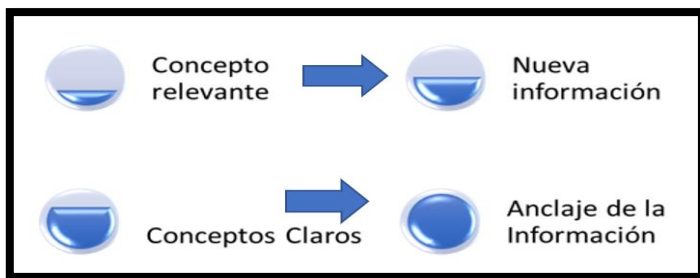 Concepto
relevante
Nueva
información
Conceptos Claros
Anclaje de la
Información